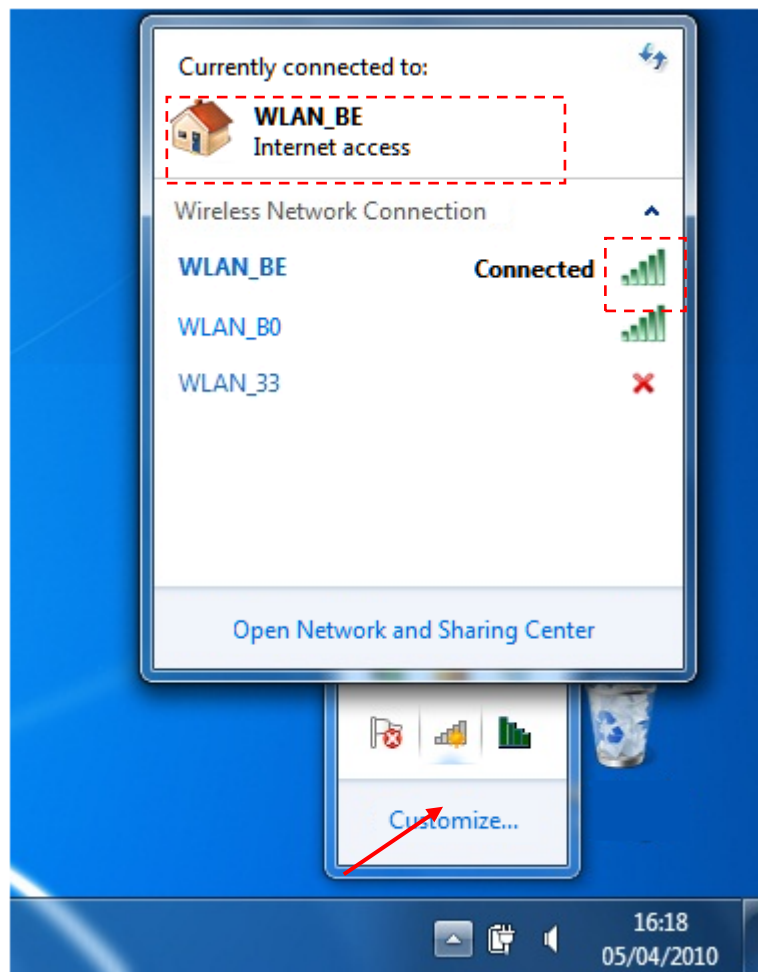 Currently connected to:
WLAN_BE
Internet access
Wireless Network Connection
WLAN_BE Connected
WLAN_B0
WLAN_33
Open Network and Sharing Center
Customize...
16:18
05/04/2010